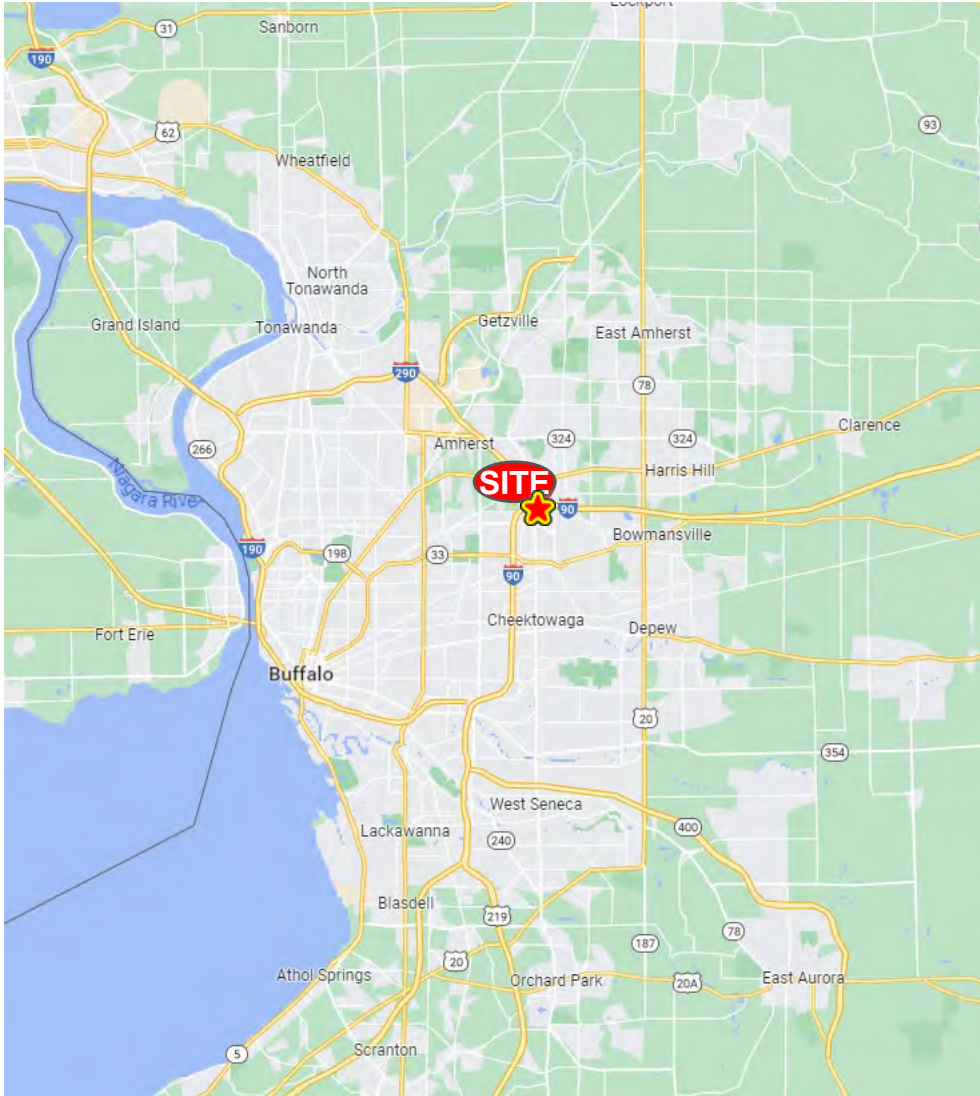 Lockport
31
Sanborn
190
93
62
Wheatfield
North
Tonawanda
Grand Island
Tonawanda
Getzville
East Amherst
290
78
Clarence
266
Amherst
324
324
Harris Hill
SITE
Niagara River
90
Bowmansville
190
198
33
90
Cheektowaga
Depew
Fort Erie
Buffalo
20
354
West Seneca
Lackawanna
240
400
Blasdell
219
78
187
20
Athol Springs
Orchard Park
20A
East Aurora
5
Scranton